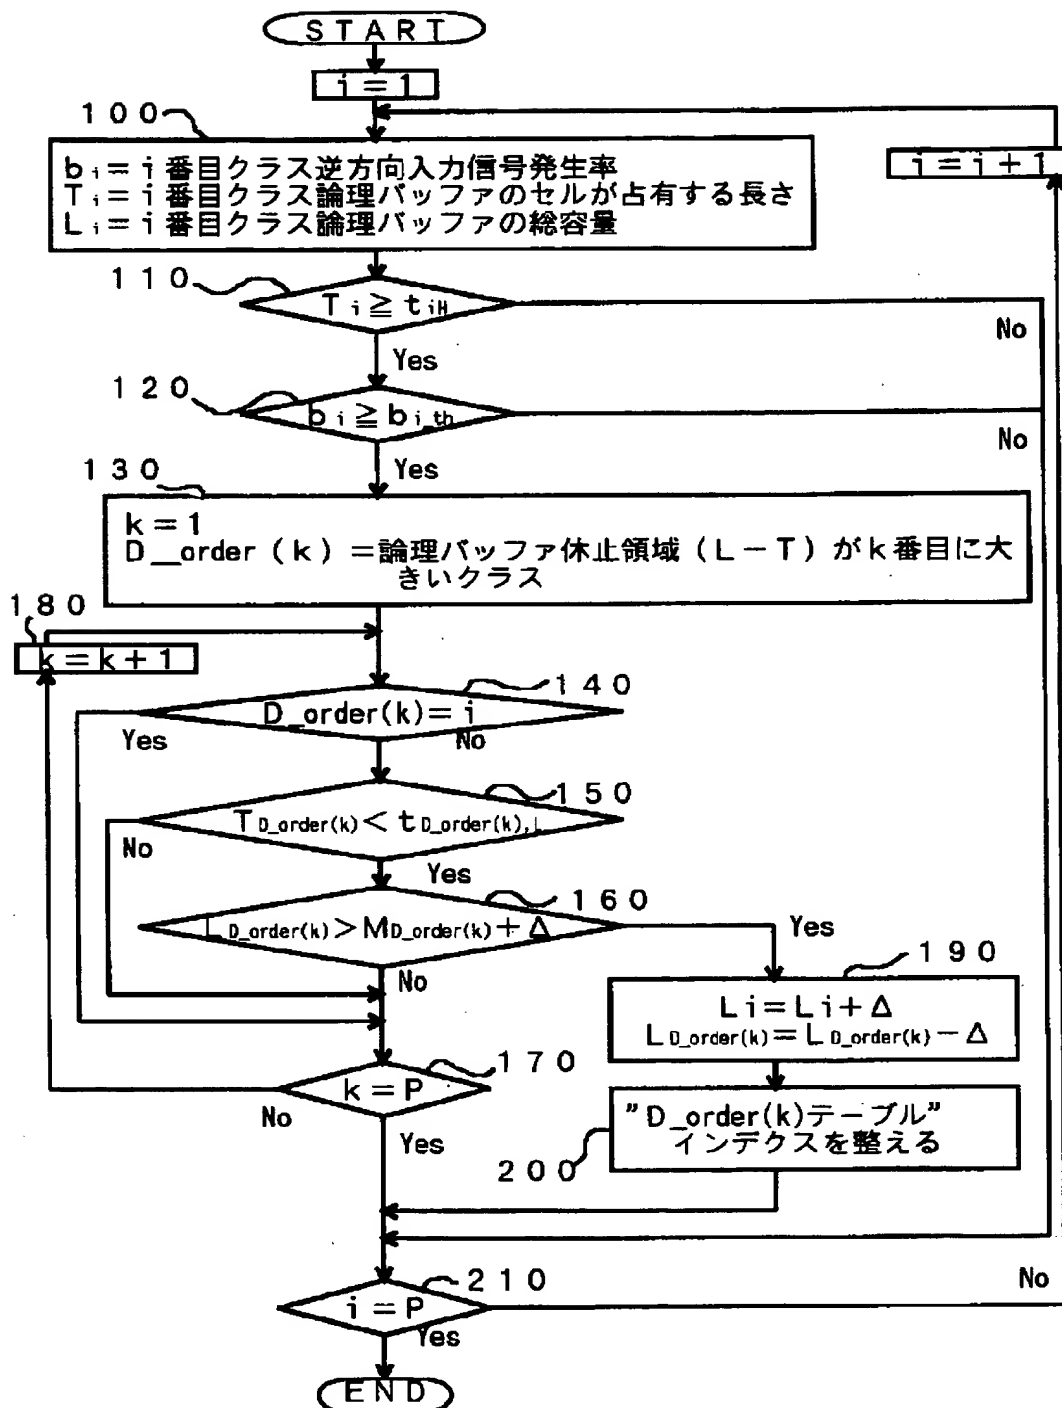 START
i=1
100
i=i+1
bi=i番目クラス逆方向入力信号発生率
Ti=i番目クラス論理バッファのセルが占有する長さ
Li=i番目クラス論理バッファの総容量
110
Ti≧tiH
No
Yes
120
bi≧bi_th
No
Yes
130
k=1
D_order(k)=論理バッファ休止領域(L-T)がk番目に大
きいクラス
180
k=k+1
140
D_order(k)=i
Yes
No
150
TD_order(k)<tD_order(k),L
No
Yes
160
LD_order(k)>MD_order(k)+Δ
Yes
No
190
Li=Li+Δ
LD_order(k)=LD_order(k)-Δ
170
k=P
No
Yes
"D_order(k)テーブル"
インデクスを整える
200
210
No
i=P
Yes
END